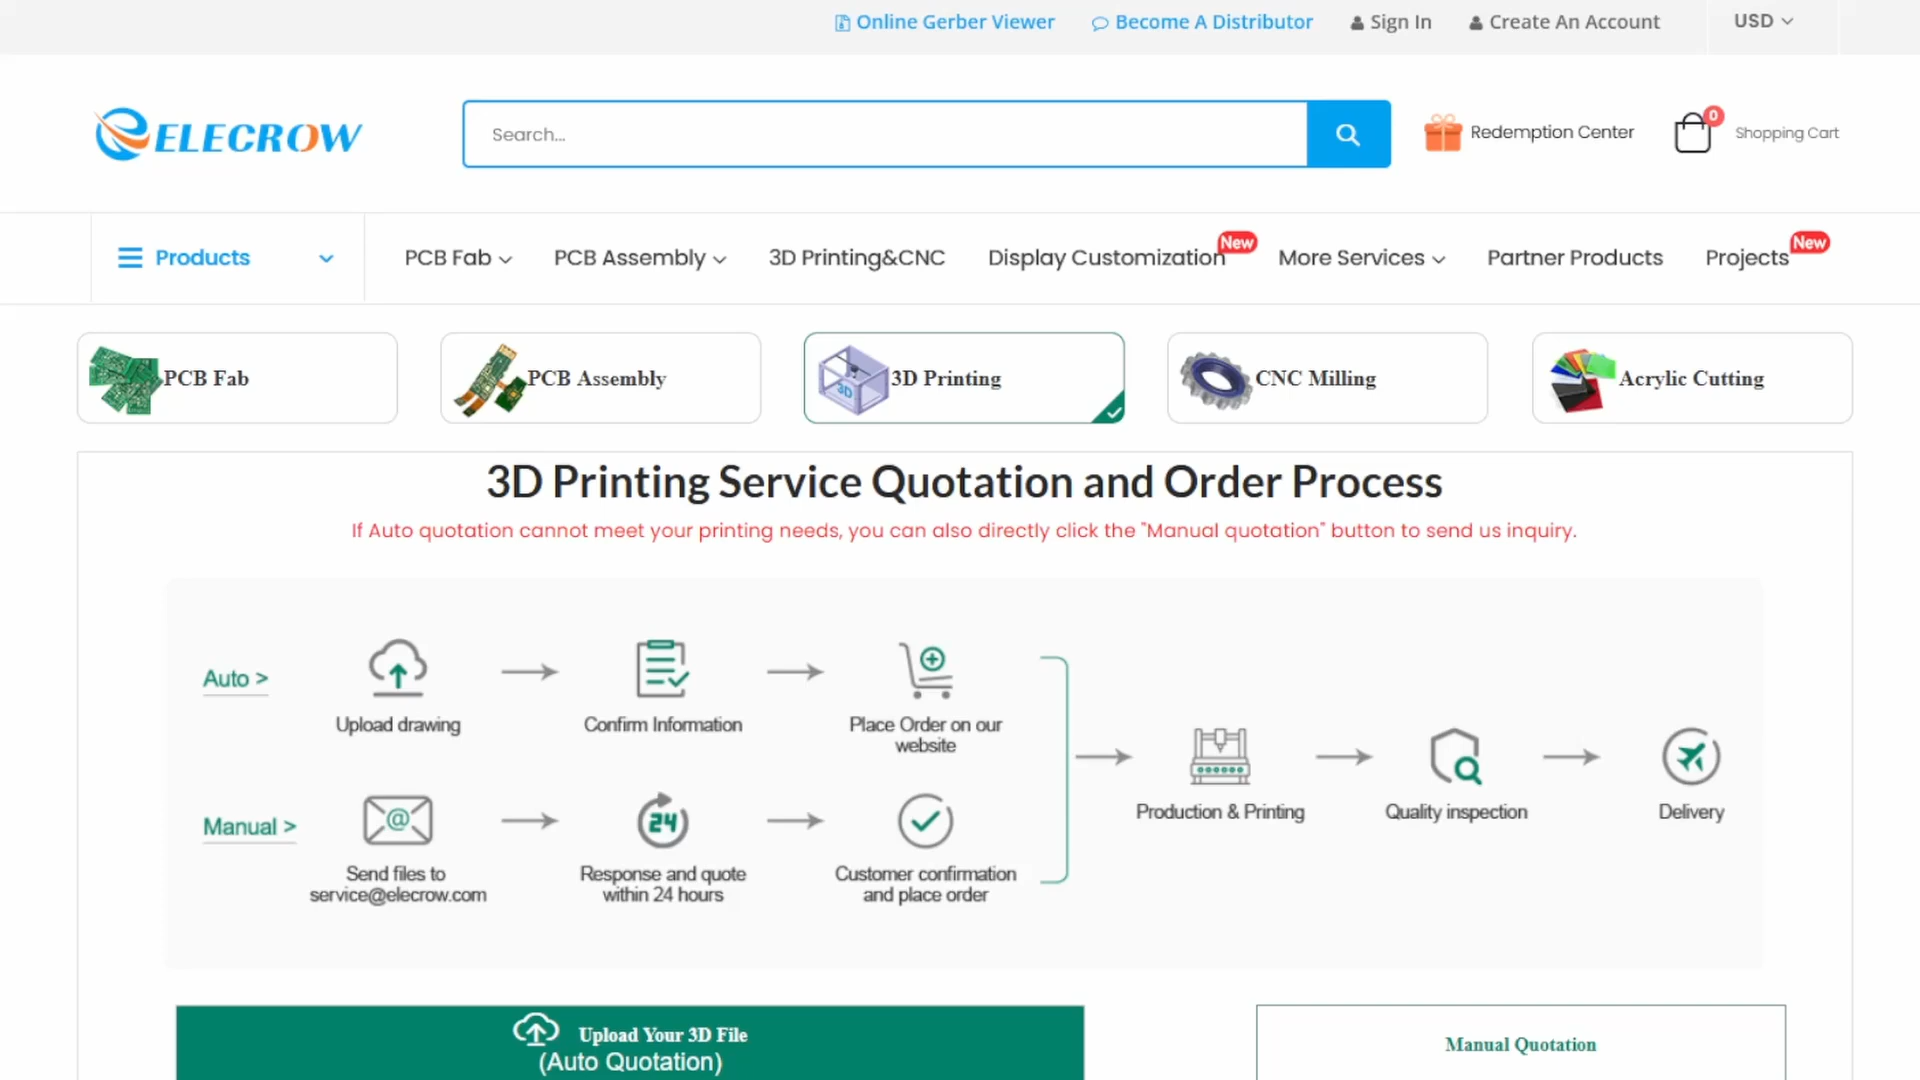 Online Gerber Viewer
Become A Distributor
Sign In
Create An Account
USD
ELECROW
Search...
Redemption Center
0
Shopping Cart
Products
PCB Fab
PCB Assembly
3D Printing&CNC
Display Customization
New
More Services
Partner Products
Projects
New
PCB Fab
PCB Assembly
3D
3D Printing
CNC Milling
Acrylic Cutting
3D Printing Service Quotation and Order Process
If Auto quotation cannot meet your printing needs, you can also directly click the "Manual quotation" button to send us inquiry.
Auto >
Upload drawing
Confirm Information
Place Order on our
website
Manual >
@
Send files to
service@elecrow.com
24
Response and quote
within 24 hours
Customer confirmation
and place order
Production & Printing
Quality inspection
Delivery
Upload Your 3D File
(Auto Quotation)
Manual Quotation